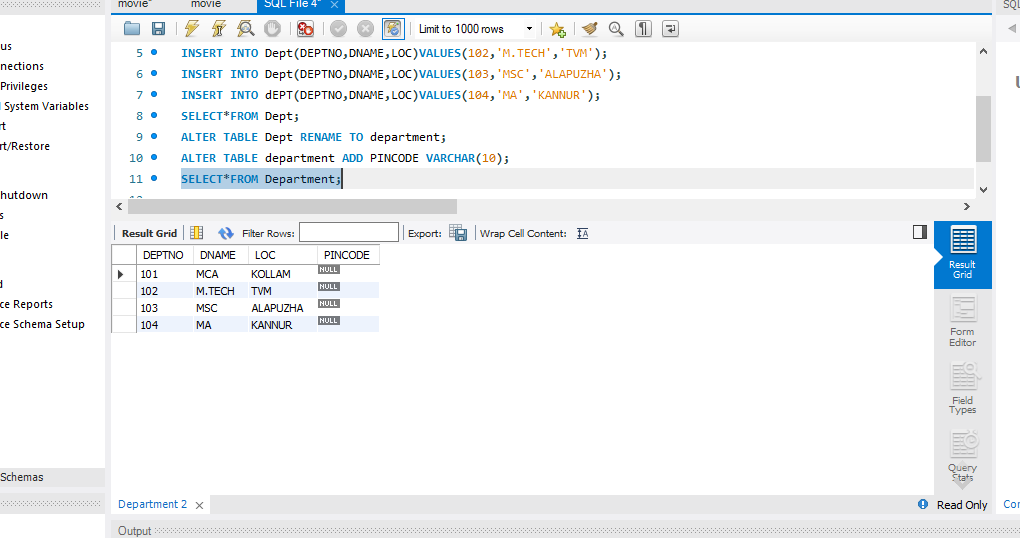 movie*
movie
SQL File 4*
SQL
Limit to 1000 rows
5 INSERT INTO Dept(DEPTNO,DNAME,LOC)VALUES(102,'M.TECH','TVM');
6 INSERT INTO Dept(DEPTNO,DNAME,LOC)VALUES(103,'MSC','ALAPUZHA');
7 INSERT INTO dEPT(DEPTNO,DNAME,LOC)VALUES(104,'MA','KANNUR');
8 SELECT*FROM Dept;
9 ALTER TABLE Dept RENAME TO department;
10 ALTER TABLE department ADD PINCODE VARCHAR(10);
11 SELECT*FROM Department;
us
nnections
Privileges
System Variables
rt
rt/Restore
hutdown
s
le
d
ce Reports
ce Schema Setup
Schemas
Result Grid Filter Rows: Export: Wrap Cell Content:
DEPTNO DNAME LOC PINCODE
101 MCA KOLLAM NULL
102 M.TECH TVM NULL
103 MSC ALAPUZHA NULL
104 MA KANNUR NULL
Result
Grid
Form
Editor
Field
Types
Query
Stats
Department 2
Read Only
Cor
Output